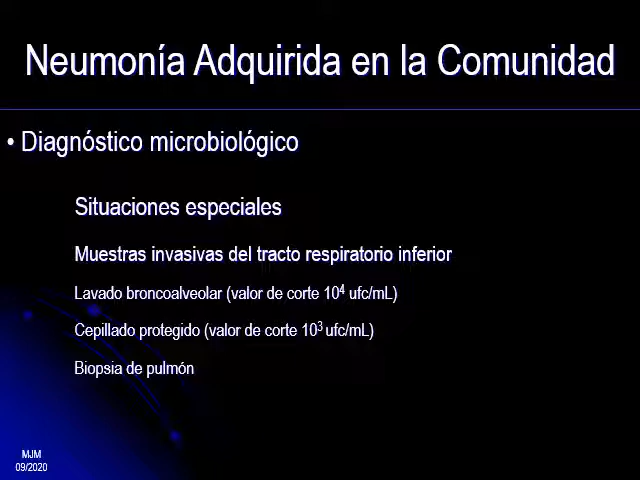 Neumonía Adquirida en la Comunidad
• Diagnóstico microbiológico
Situaciones especiales
Muestras invasivas del tracto respiratorio inferior
Lavado broncoalveolar (valor de corte 10⁴ ufc/mL)
Cepillado protegido (valor de corte 10³ ufc/mL)
Biopsia de pulmón
MJM
09/2020